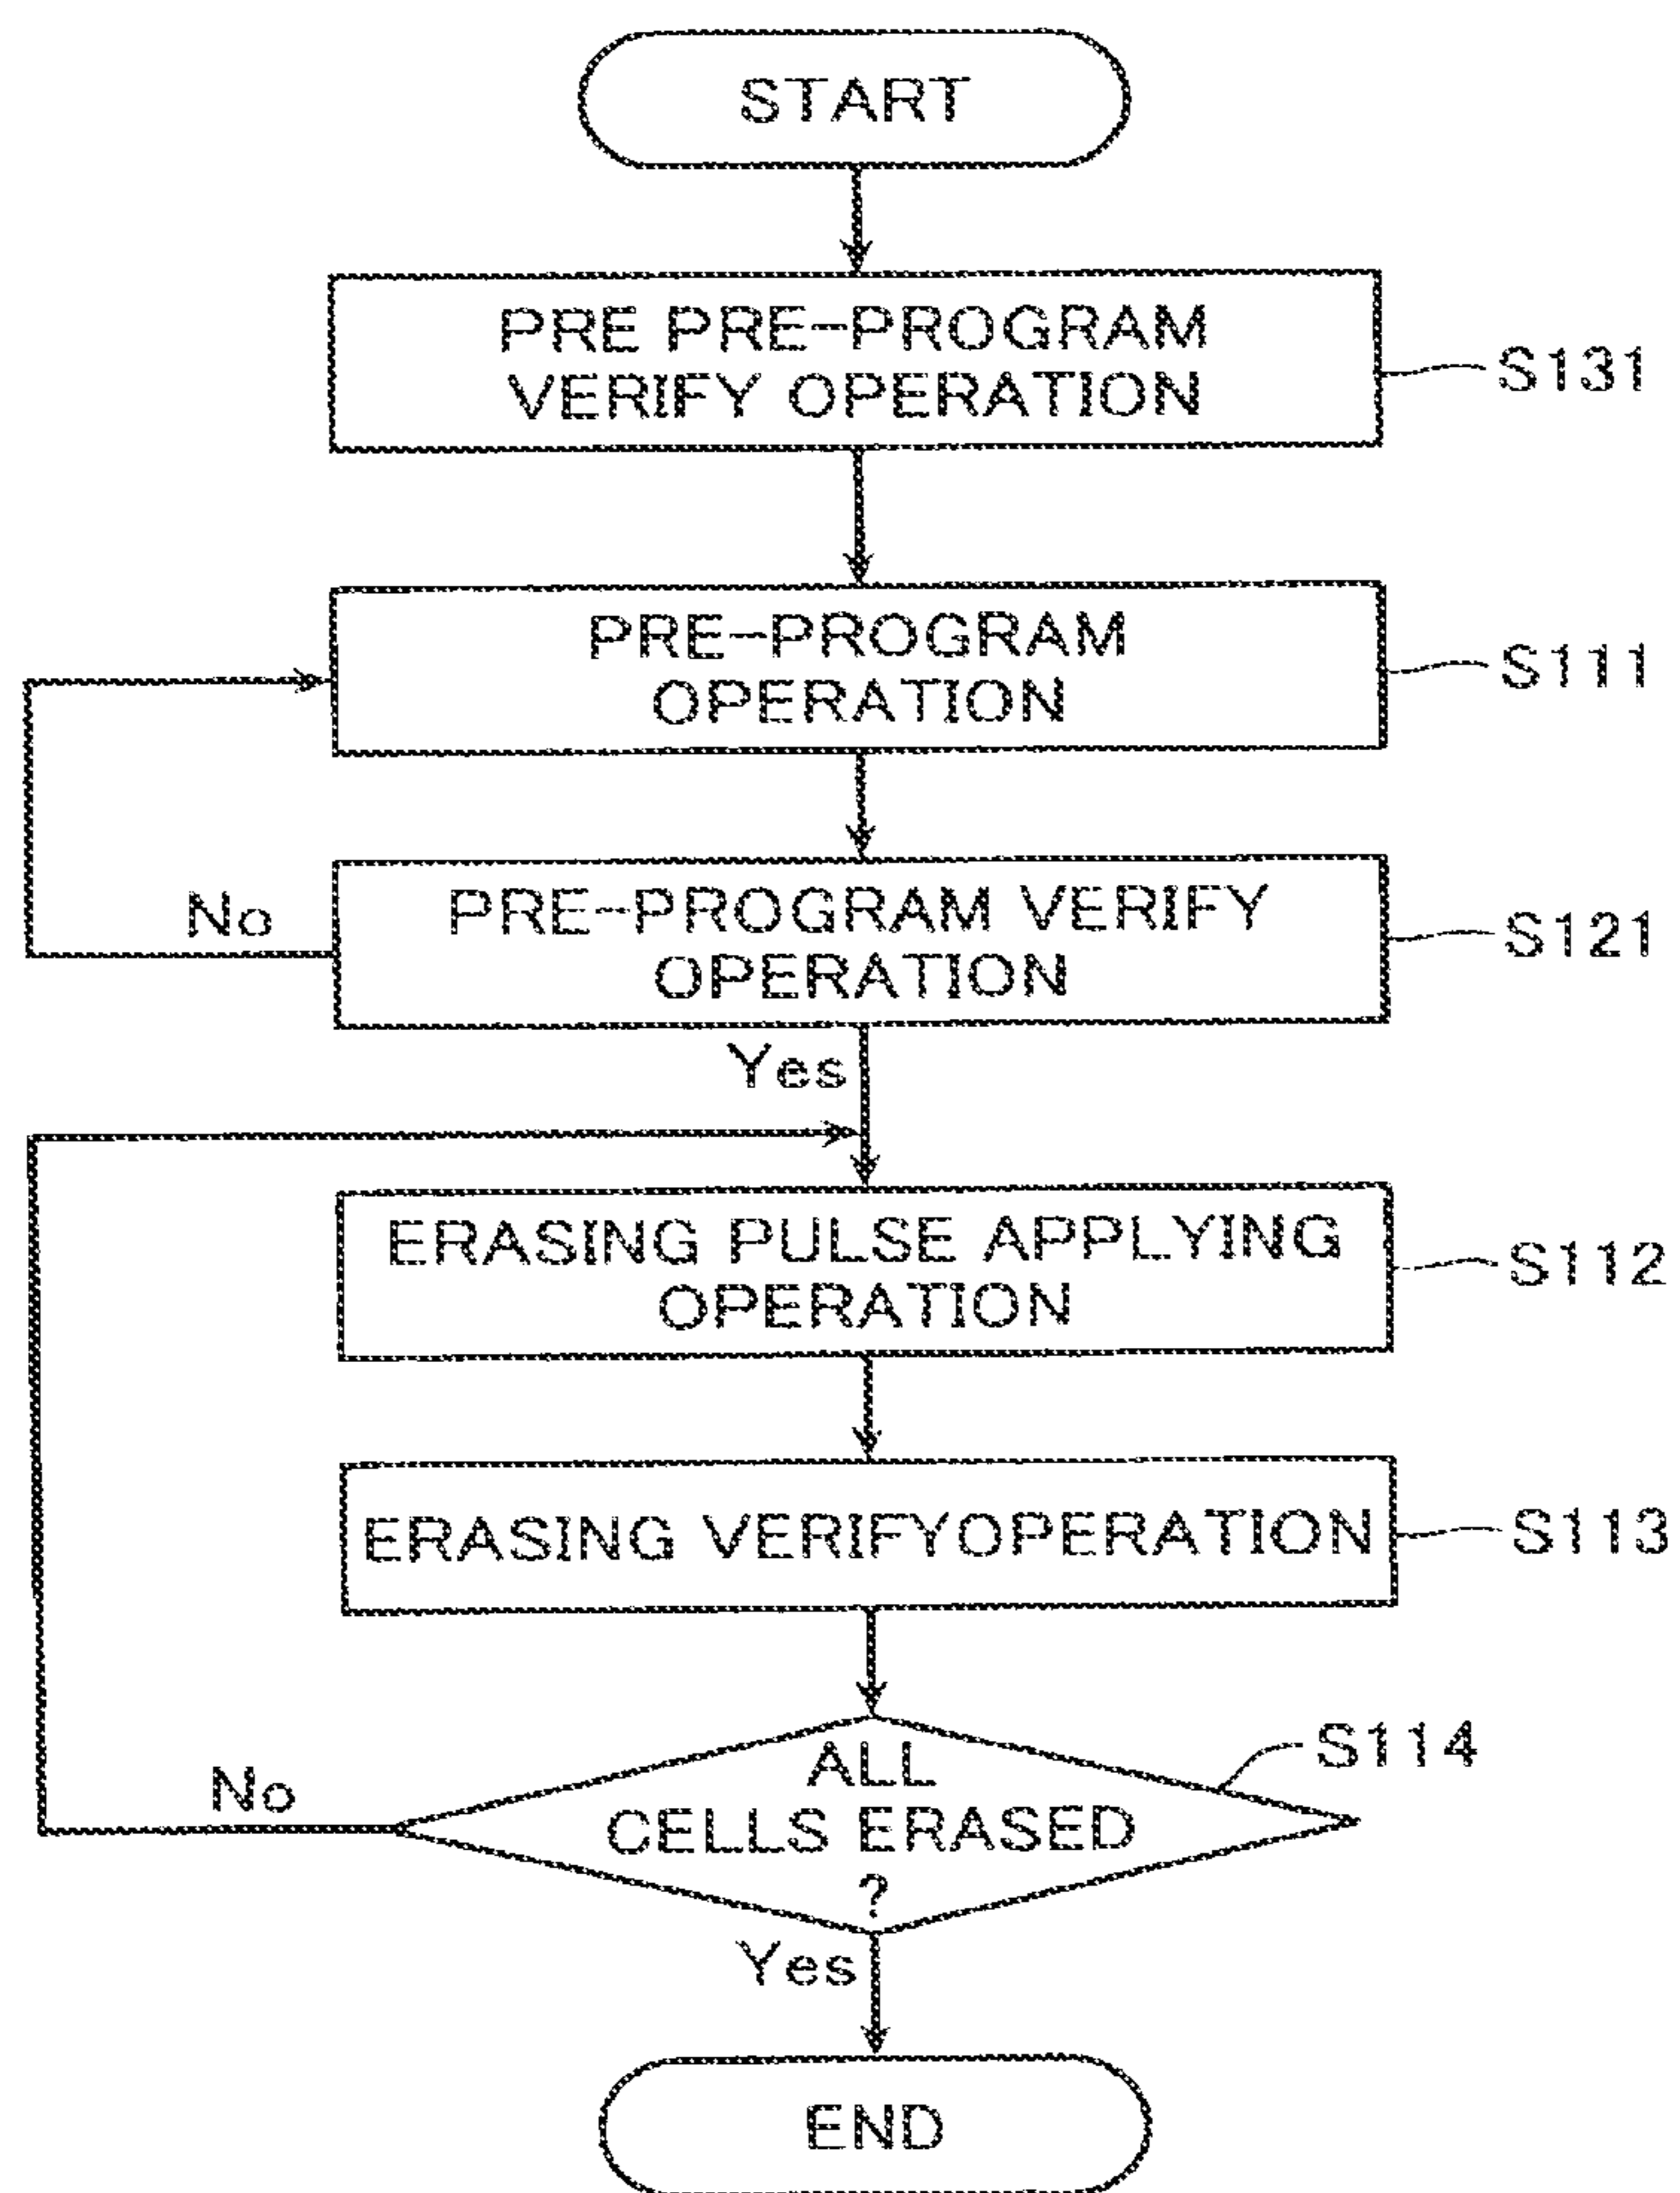 START
PRE PRE-PROGRAM
VERIFY OPERATION
S131
PRE-PROGRAM
OPERATION
S111
PRE-PROGRAM VERIFY
OPERATION
S121
No
Yes
ERASING PULSE APPLYING
OPERATION
S112
ERASING VERIFYOPERATION
S113
ALL
CELLS ERASED
?
S114
No
Yes
END